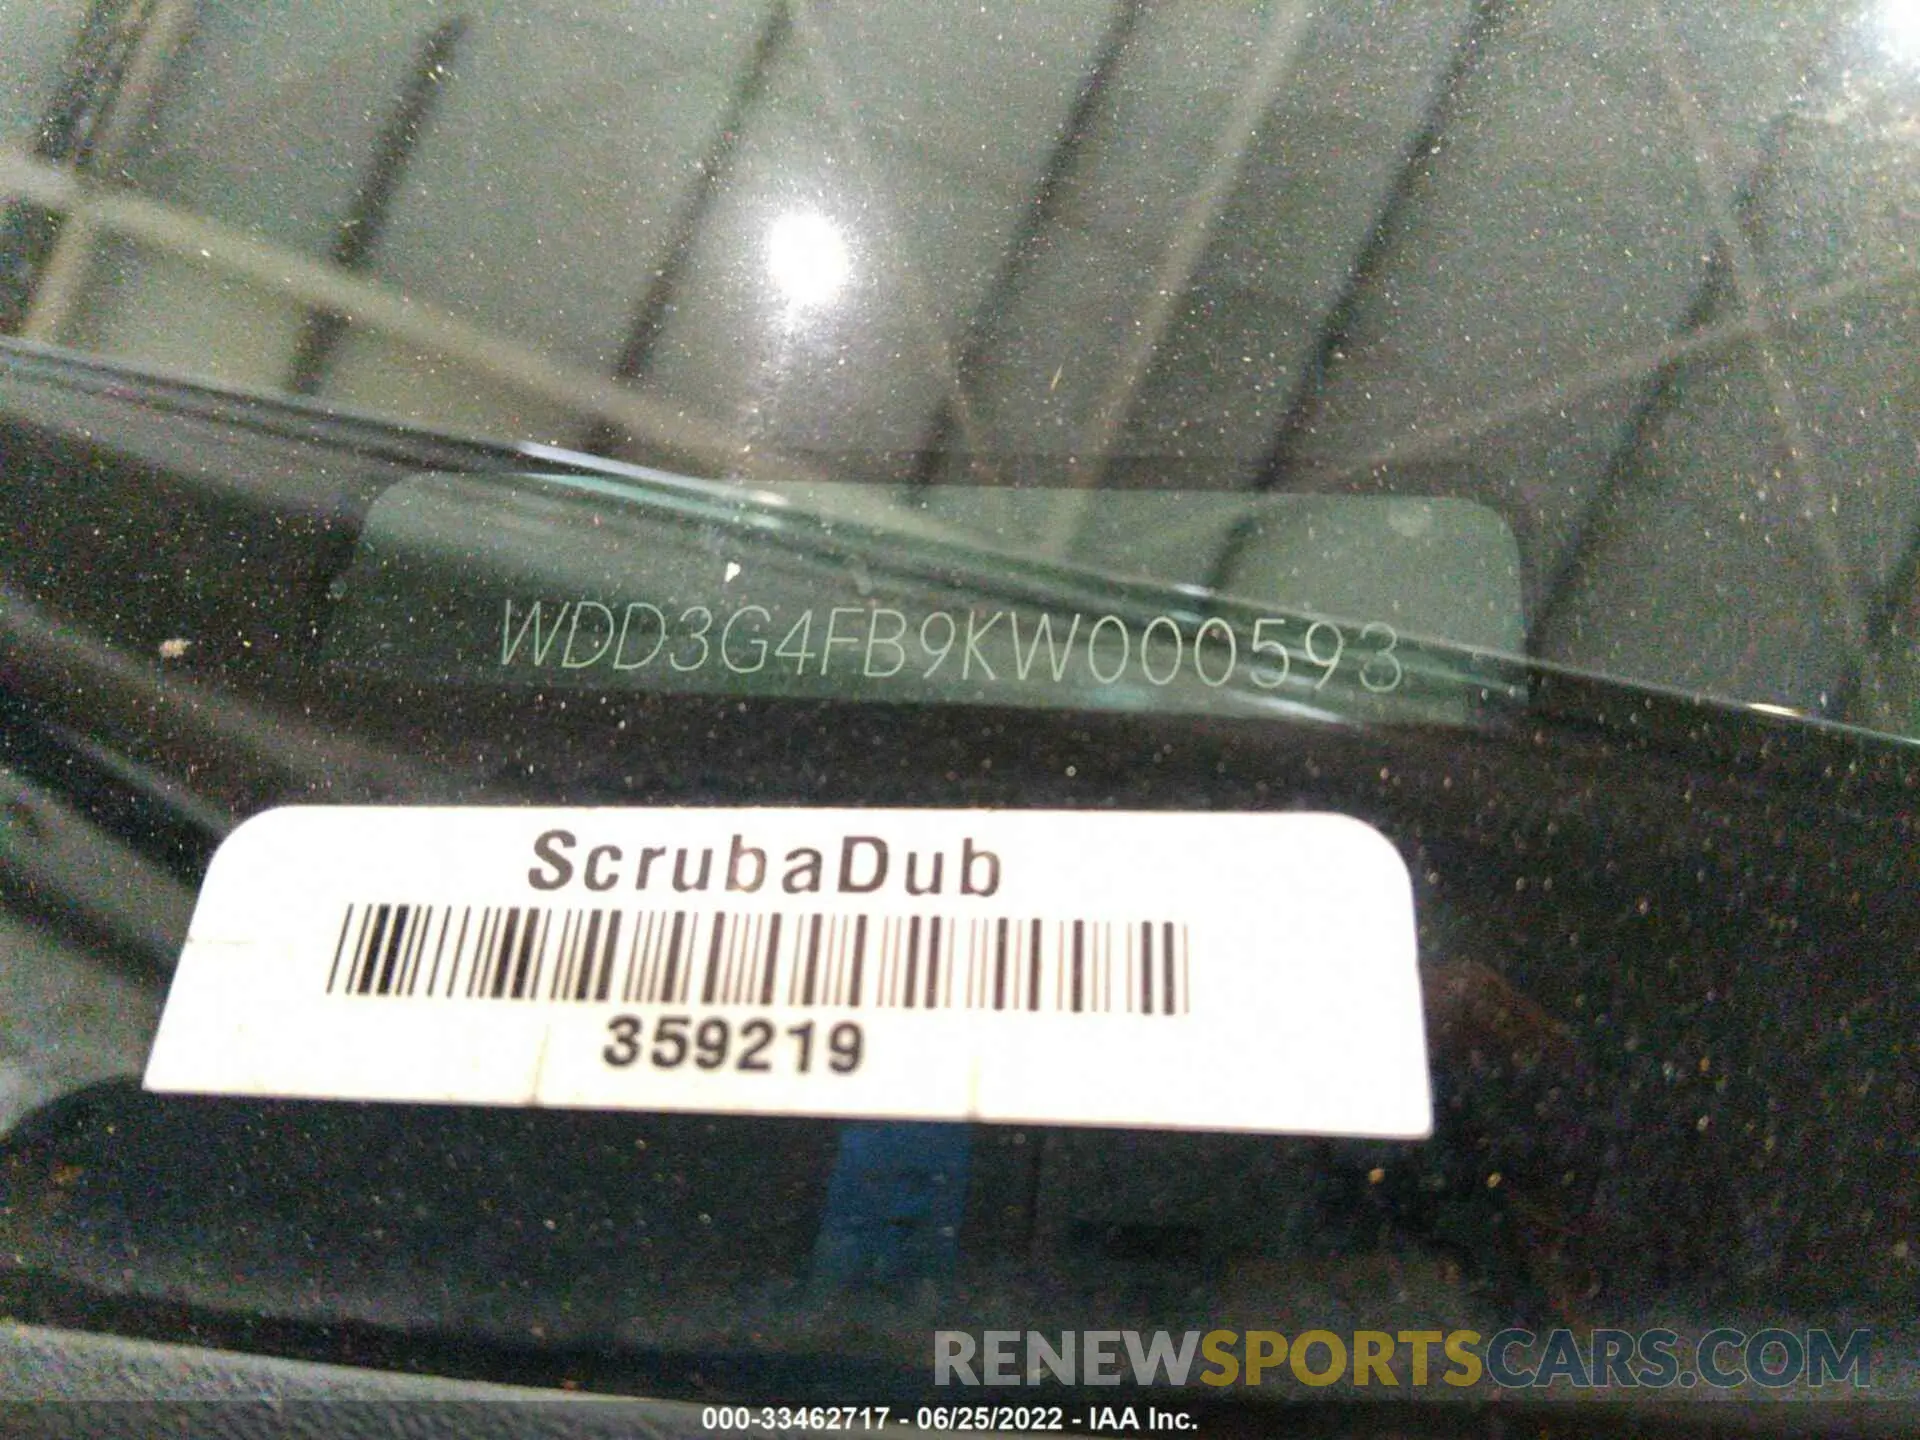 WDD3G4FB9KW000593
ScrubaDub
359219
RENEWSPORTSCARS.COM
000-33462717 - 06/25/2022 - IAA Inc.